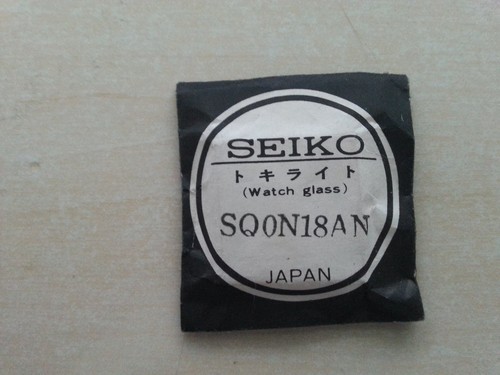 SEIKO
トキライト
(Watch glass)
SQ0N18AN
JAPAN